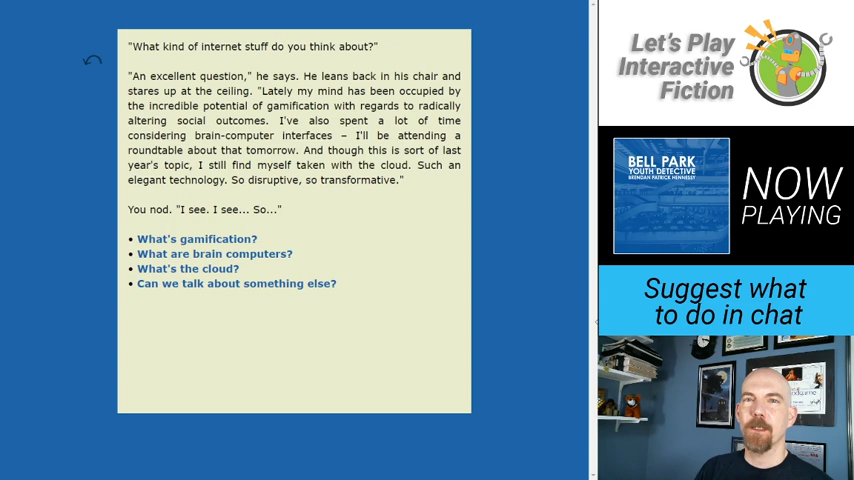 "What kind of internet stuff do you think about?"
"An excellent question," he says. He leans back in his chair and
stares up at the ceiling. "Lately my mind has been occupied by
the incredible potential of gamification with regards to radically
altering social outcomes. I've also spent a lot of time
considering brain-computer interfaces – I'll be attending a
roundtable about that tomorrow. And though this is sort of last
year's topic, I still find myself taken with the cloud. Such an
elegant technology. So disruptive, so transformative."
You nod. "I see. I see... So..."
• What's gamification?
• What are brain computers?
• What's the cloud?
• Can we talk about something else?
Let's Play
Interactive
Fiction
BELL PARK
YOUTH DETECTIVE
BRENDAN PATRICK HENNESSY
NOW
PLAYING
Suggest what
to do in chat